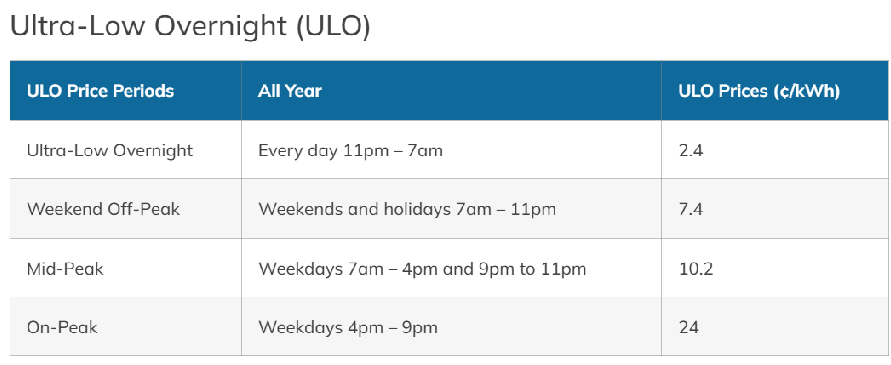 Ultra-Low Overnight (ULO)
ULO Price Periods All Year ULO Prices (¢/kWh)
Ultra-Low Overnight Every day 11pm – 7am 2.4
Weekend Off-Peak Weekends and holidays 7am – 11pm 7.4
Mid-Peak Weekdays 7am – 4pm and 9pm to 11pm 10.2
On-Peak Weekdays 4pm – 9pm 24